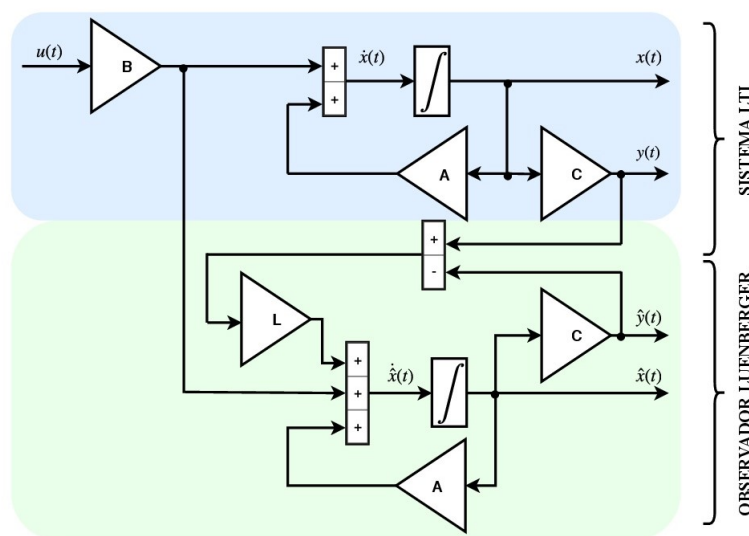 u(t)
B
+
+
ẋ(t)
∫
x(t)
A
C
y(t)
SISTEMA LTI
+
-
L
+
+
+
x̂̇(t)
∫
C
ŷ(t)
x̂(t)
A
OBSERVADOR LUENBERGER